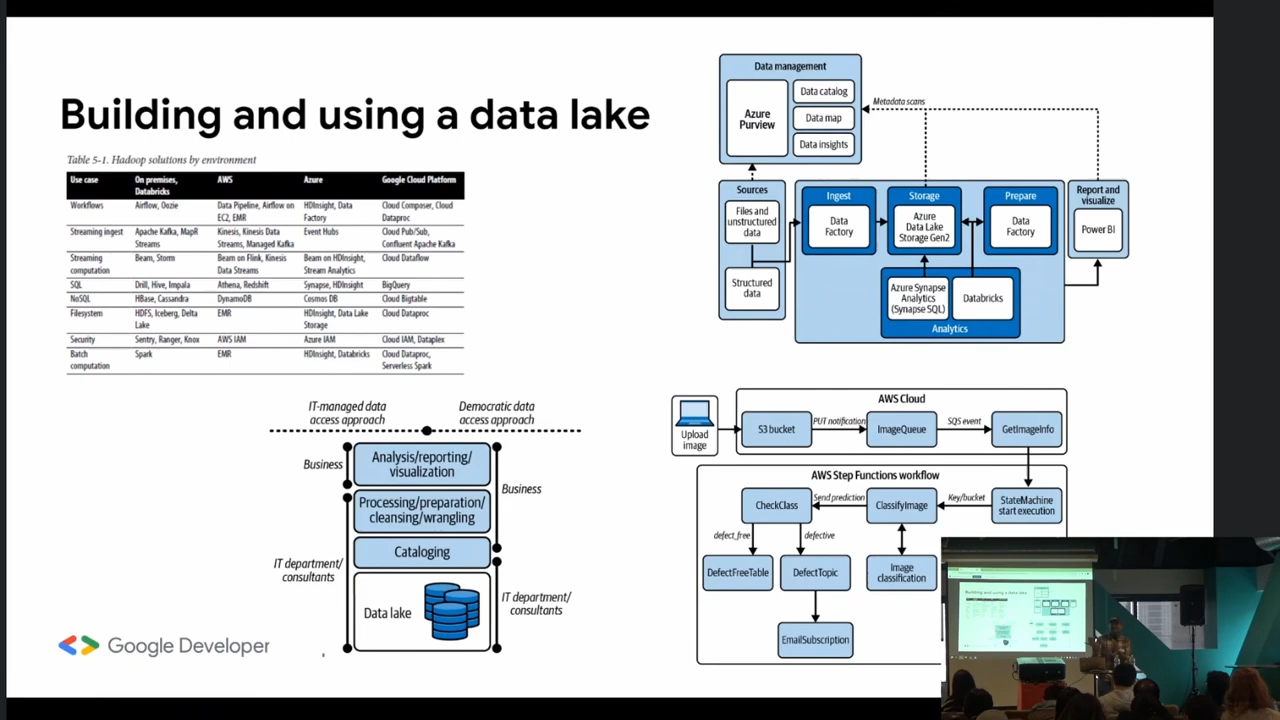 Building and using a data lake
Table 5-1. Hadoop solutions by environment
Use case
On premises,
Databricks
AWS
Azure
Google Cloud Platform
Workflows
Airflow, Oozie
Data Pipeline, Airflow on
EC2, EMR
HDInsight, Data
Factory
Cloud Composer, Cloud
Dataproc
Streaming ingest
Apache Kafka, MapR
Streams
Kinesis, Kinesis Data
Streams, Managed Kafka
Event Hubs
Cloud Pub/Sub,
Confluent Apache Kafka
Streaming
computation
Beam, Storm
Beam on Flink, Kinesis
Data Streams
Beam on HDInsight,
Stream Analytics
Cloud Dataflow
SQL
Drill, Hive, Impala
Athena, Redshift
Synapse, HDInsight
BigQuery
NoSQL
HBase, Cassandra
DynamoDB
Cosmos DB
Cloud Bigtable
Filesystem
HDFS, Iceberg, Delta
Lake
EMR
HDInsight, Data Lake
Storage
Cloud Dataproc
Security
Sentry, Ranger, Knox
AWS IAM
Azure IAM
Cloud IAM, Dataplex
Batch
computation
Spark
EMR
HDInsight, Databricks
Cloud Dataproc,
Serverless Spark
Data management
Azure
Purview
Data catalog
Data map
Data insights
Metadata scans
Sources
Files and
unstructured
data
Structured
data
Ingest
Data
Factory
Storage
Azure
Data Lake
Storage Gen2
Prepare
Data
Factory
Report and
visualize
Power BI
Azure Synapse
Analytics
(Synapse SQL)
Databricks
Analytics
IT-managed data
access approach
Democratic data
access approach
Business
Analysis/reporting/
visualization
Processing/preparation/
cleansing/wrangling
Business
Cataloging
IT department/
consultants
Data lake
IT department/
consultants
Upload
image
AWS Cloud
S3 bucket
PUT notification
ImageQueue
SQS event
GetImageInfo
AWS Step Functions workflow
CheckClass
Send prediction
ClassifyImage
Key/bucket
StateMachine
start execution
defect_free
defective
DefectFreeTable
DefectTopic
Image
classification
EmailSubscription
Google Developer
Building and using a data lake